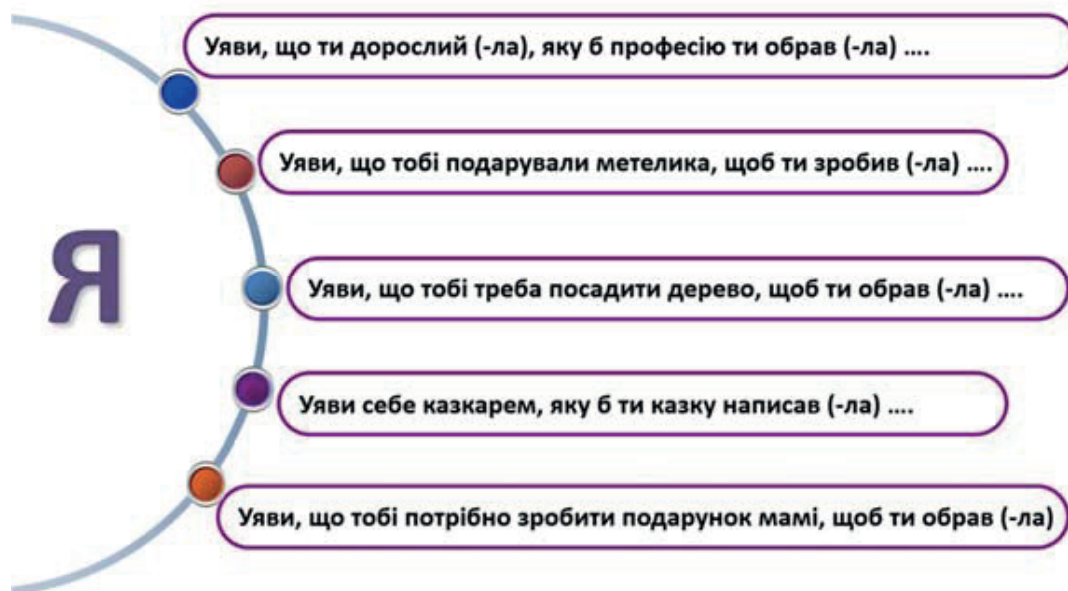 Уяви, що ти дорослий (-ла), яку б професію ти обрав (-ла) ....
Уяви, що тобі подарували метелика, щоб ти зробив (-ла) ....
Я
Уяви, що тобі треба посадити дерево, щоб ти обрав (-ла) ....
Уяви себе казкарем, яку б ти казку написав (-ла) ....
Уяви, що тобі потрібно зробити подарунок мамі, щоб ти обрав (-ла)